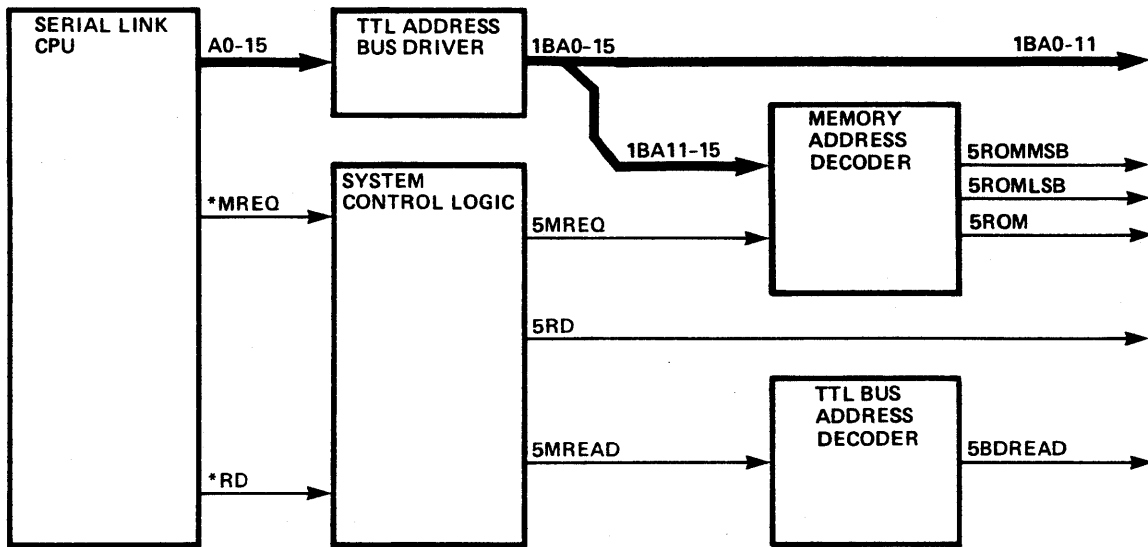 SERIAL LINK
CPU
A0-15
TTL ADDRESS
BUS DRIVER
1BA0-15
1BA0-11
1BA11-15
MEMORY
ADDRESS
DECODER
5ROMMSB
5ROMLSB
5ROM
*MREQ
SYSTEM
CONTROL LOGIC
5MREQ
5RD
*RD
5MREAD
TTL BUS
ADDRESS
DECODER
5BDREAD